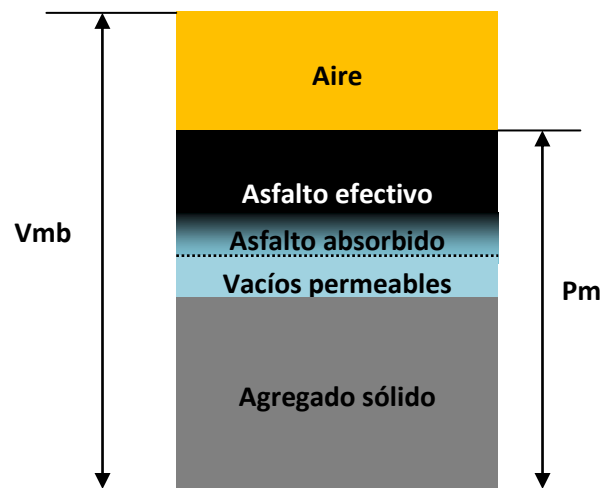 Aire
Asfalto efectivo
Vmb
Asfalto absorbido
Vacíos permeables
Pm
Agregado sólido